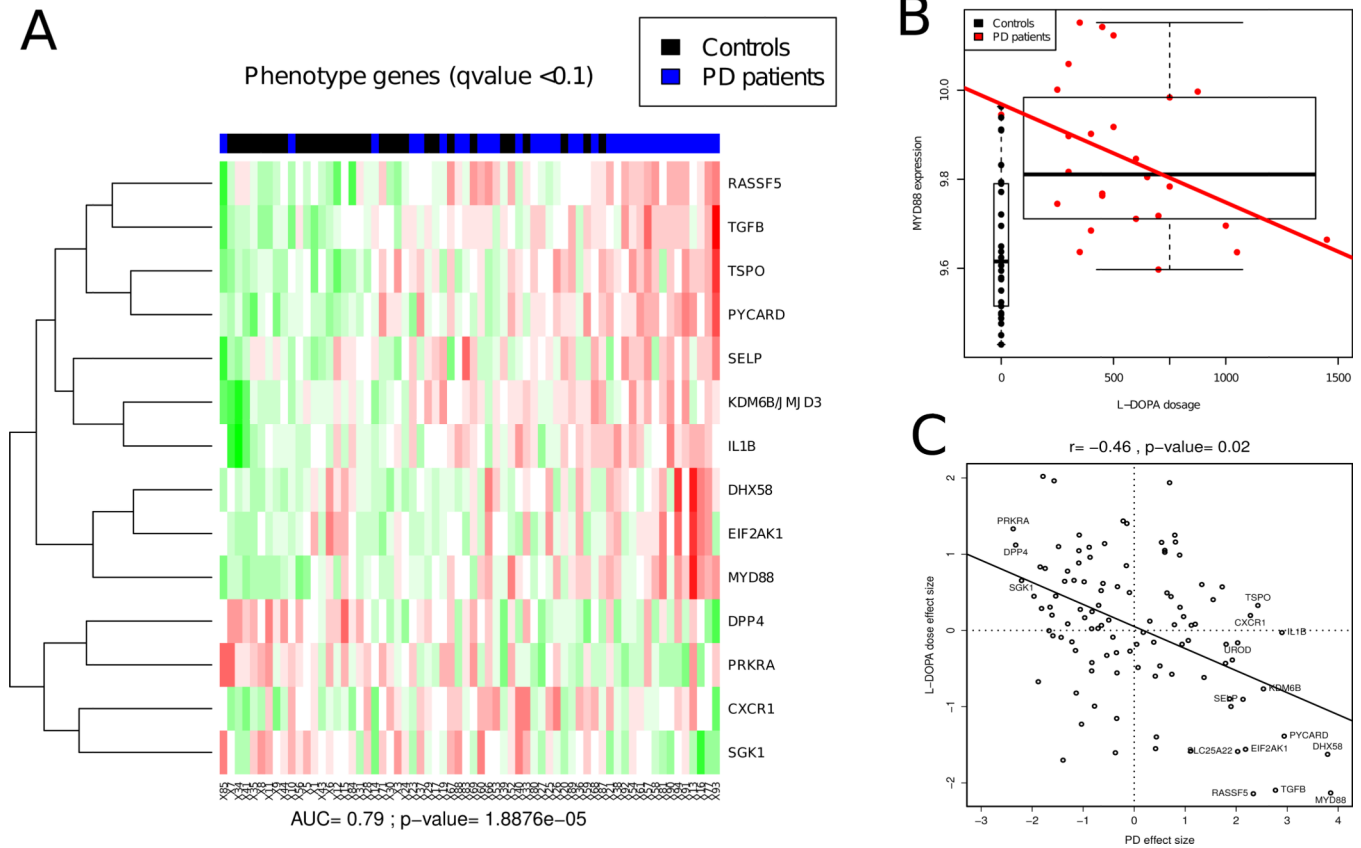 A
Controls
PD patients
Phenotype genes (qvalue <0.1)
RASSF5
TGFB
TSPO
PYCARD
SELP
KDM6B/JMJD3
IL1B
DHX58
EIF2AK1
MYD88
DPP4
PRKRA
CXCR1
SGK1
AUC= 0.79 ; p-value= 1.8876e-05
B
Controls
PD patients
MYD88 expression
10.0
9.8
9.6
0 500 1000 1500
L-DOPA dosage
C
r= -0.46 , p-value= 0.02
L-DOPA dose effect size
2
1
0
-1
-2
PRKRA
DPP4
SGK1
TSPO
CXCR1
IL1B
UROD
KDM6B
SELP
PYCARD
SLC25A22
EIF2AK1
DHX58
RASSF5
TGFB
MYD88
-3 -2 -1 0 1 2 3 4
PD effect size